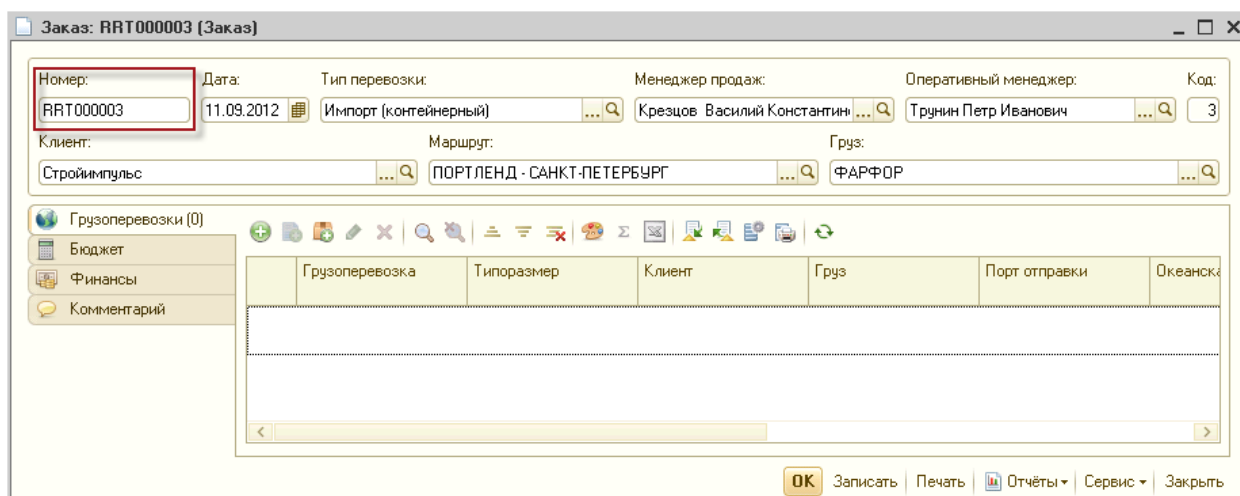 Заказ: RRT000003 (Заказ)
Номер: Дата: Тип перевозки: Менеджер продаж: Оперативный менеджер: Код:
RRT000003 11.09.2012 Импорт (контейнерный) ... Крезцов Василий Константин ... Трунин Петр Иванович ... 3
Клиент: Маршрут: Груз:
Стройимпульс ... ПОРТЛЕНД - САНКТ-ПЕТЕРБУРГ ... ФАРФОР ...
Грузоперевозки (0)
Бюджет
Финансы
Комментарий
Σ
Грузоперевозка Типоразмер Клиент Груз Порт отправки Океанска
OK Записать Печать Отчёты Сервис Закрыть